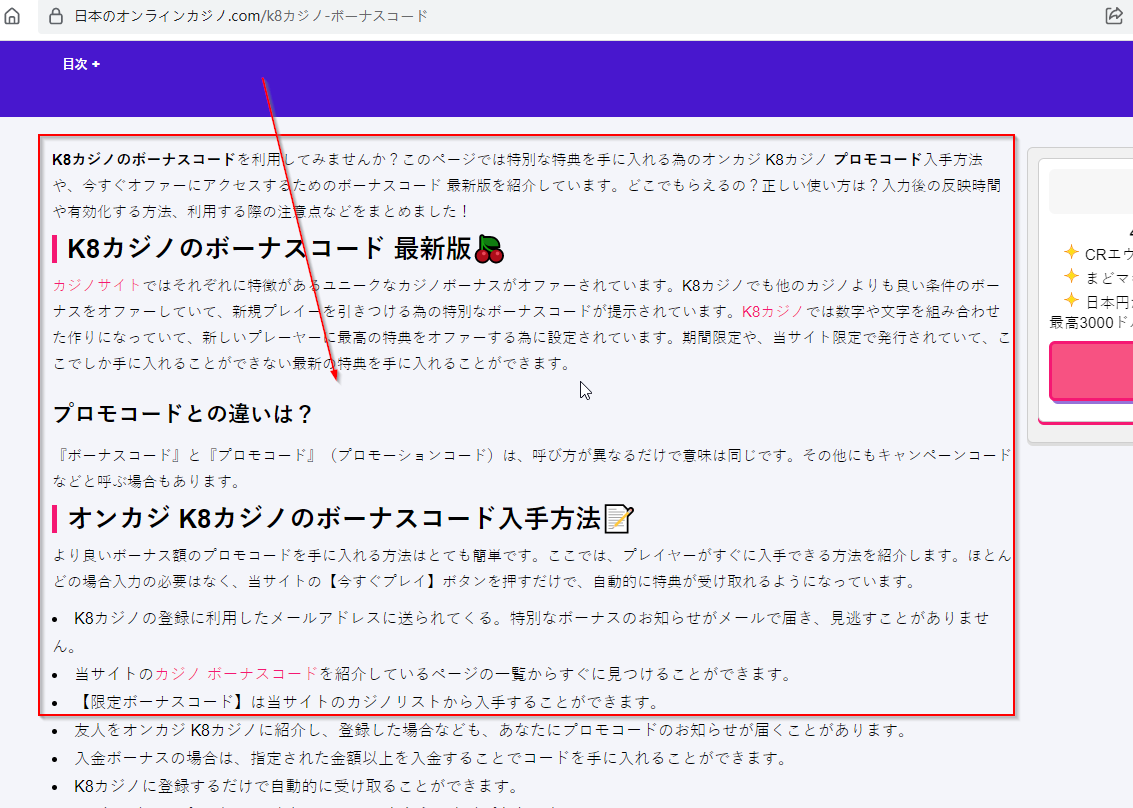 日本のオンラインカジノ.com/k8カジノ-ボーナスコード
目次 +
K8カジノのボーナスコードを利用してみませんか？このページでは特別な特典を手に入れる為のオンカジ K8カジノ プロモコード入手方法
や、今すぐオファーにアクセスするためのボーナスコード 最新版を紹介しています。どこでもらえるの？正しい使い方は？入力後の反映時間
や有効化する方法、利用する際の注意点などをまとめました！
K8カジノのボーナスコード 最新版🍒
カジノサイトではそれぞれに特徴があるユニークなカジノボーナスがオファーされています。K8カジノでも他のカジノよりも良い条件のボー
ナスをオファーしていて、新規プレイーを引きつける為の特別なボーナスコードが提示されています。K8カジノでは数字や文字を組み合わせ
た作りになっていて、新しいプレーヤーに最高の特典をオファーする為に設定されています。期間限定や、当サイト限定で発行されていて、こ
こでしか手に入れることができない最新の特典を手に入れることができます。
プロモコードとの違いは？
『ボーナスコード』と『プロモコード』（プロモーションコード）は、呼び方が異なるだけで意味は同じです。その他にもキャンペーンコード
などと呼ぶ場合もあります。
オンカジ K8カジノのボーナスコード入手方法📝
より良いボーナス額のプロモコードを手に入れる方法はとても簡単です。ここでは、プレイヤーがすぐに入手できる方法を紹介します。ほとん
どの場合入力の必要はなく、当サイトの【今すぐプレイ】ボタンを押すだけで、自動的に特典が受け取れるようになっています。
• K8カジノの登録に利用したメールアドレスに送られてくる。特別なボーナスのお知らせがメールで届き、見逃すことがありませ
ん。
• 当サイトのカジノ ボーナスコードを紹介しているページの一覧からすぐに見つけることができます。
• 【限定ボーナスコード】は当サイトのカジノリストから入手することができます。
• 友人をオンカジ K8カジノに紹介し、登録した場合なども、あなたにプロモコードのお知らせが届くことがあります。
• 入金ボーナスの場合は、指定された金額以上を入金することでコードを手に入れることができます。
• K8カジノに登録するだけで自動的に受け取ることができます。
CRエウ
まどマ
日本円
最高3000ド